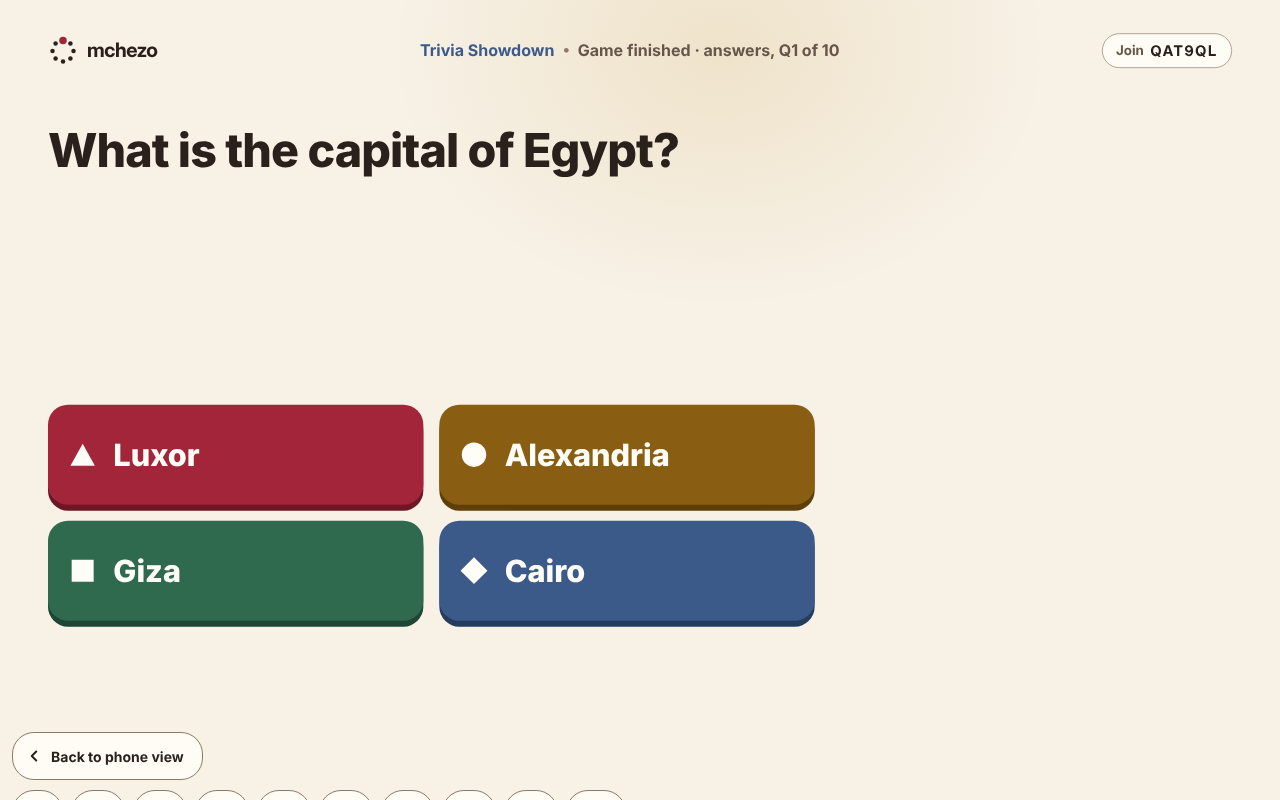 mchezo
Trivia Showdown • Game finished · answers, Q1 of 10
Join QAT9QL
What is the capital of Egypt?
Luxor
Alexandria
Giza
Cairo
Back to phone view